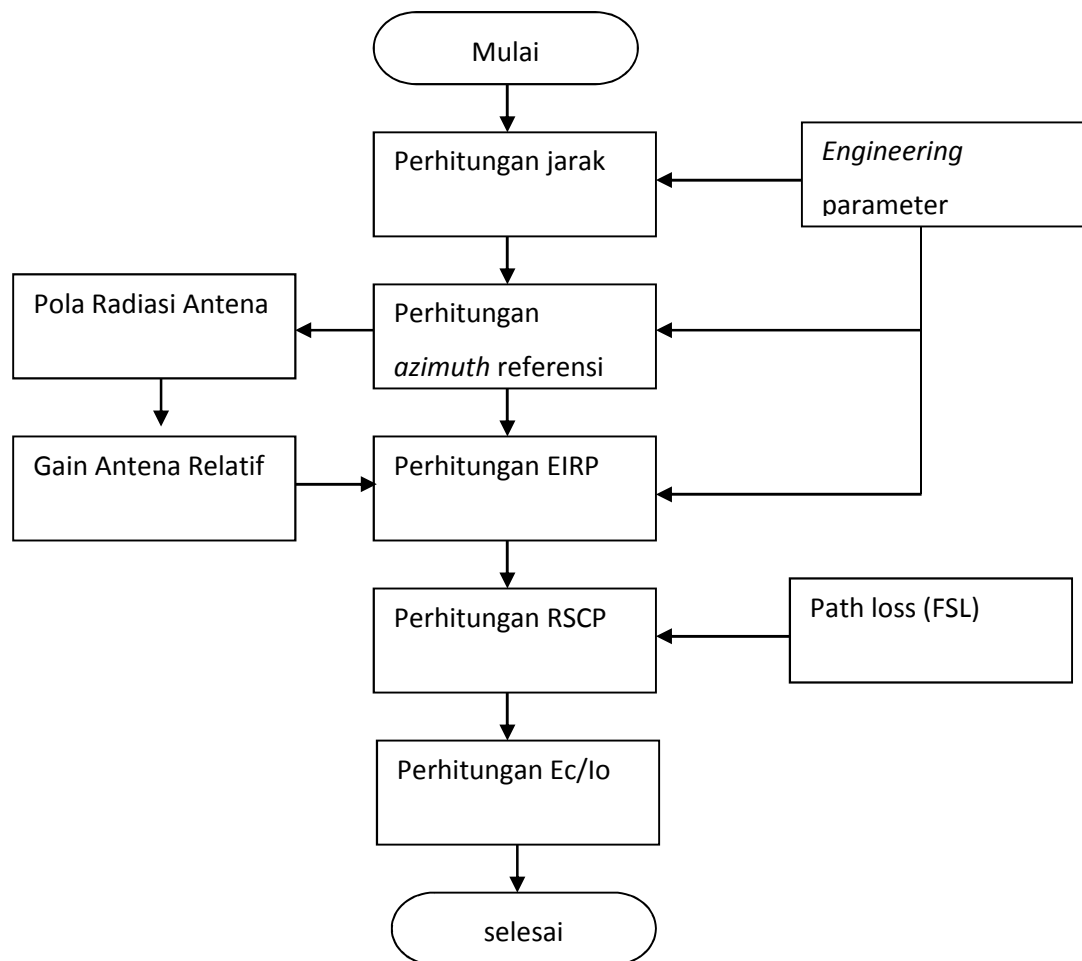 Mulai
Perhitungan jarak
Engineering
parameter
Pola Radiasi Antena
Perhitungan
azimuth referensi
Gain Antena Relatif
Perhitungan EIRP
Perhitungan RSCP
Path loss (FSL)
Perhitungan Ec/Io
selesai